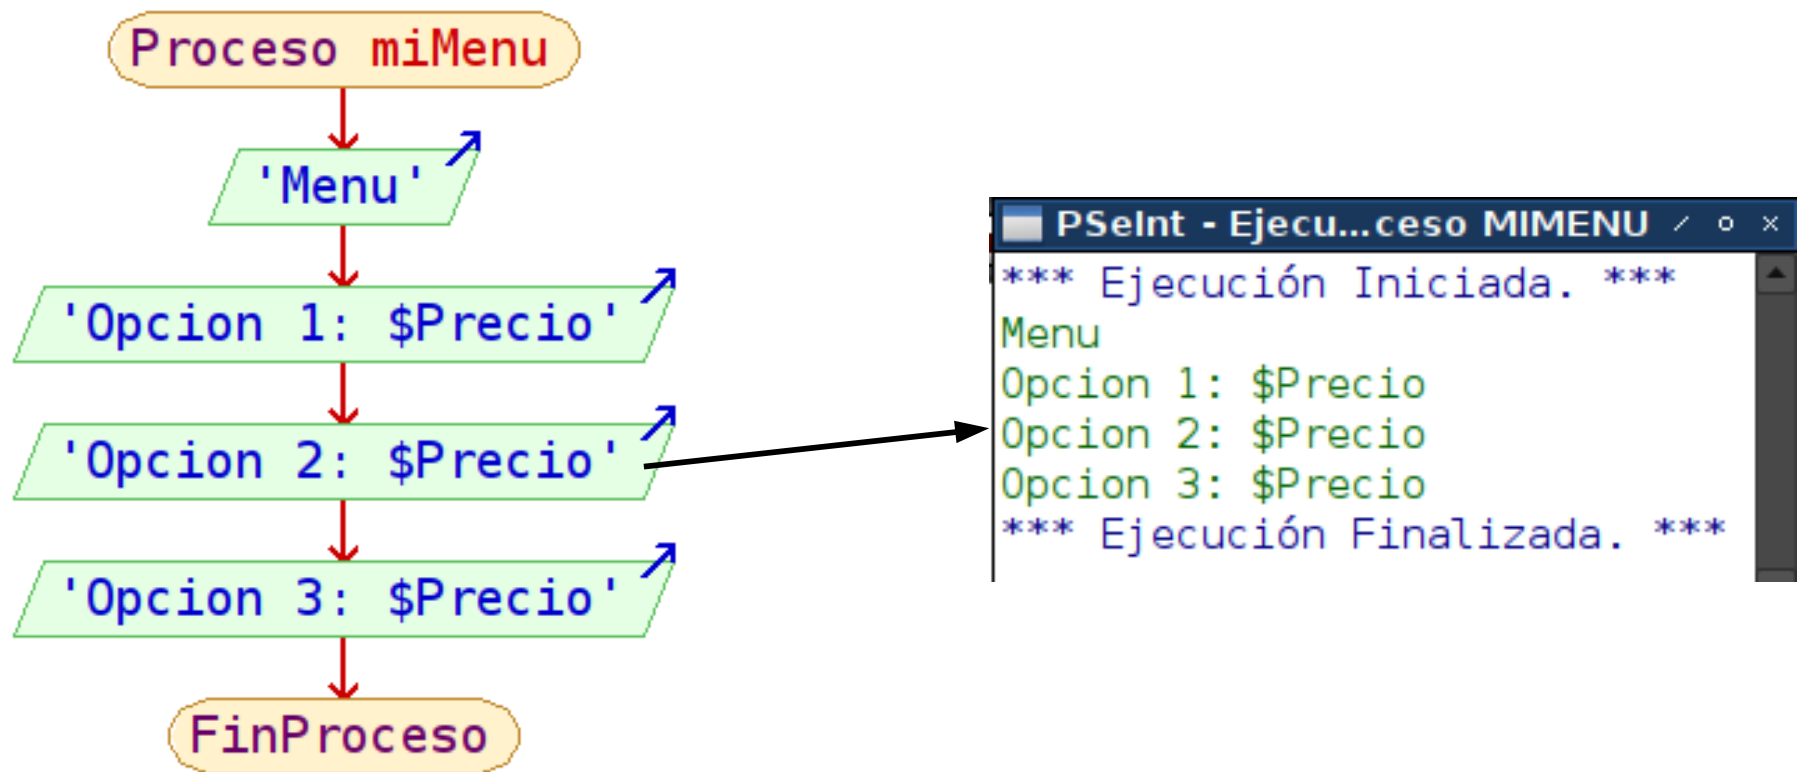 Proceso miMenu
'Menu'
'Opcion 1: $Precio'
'Opcion 2: $Precio'
'Opcion 3: $Precio'
FinProceso
PSeInt - Ejecu...ceso MIMENU
*** Ejecución Iniciada. ***
Menu
Opcion 1: $Precio
Opcion 2: $Precio
Opcion 3: $Precio
*** Ejecución Finalizada. ***